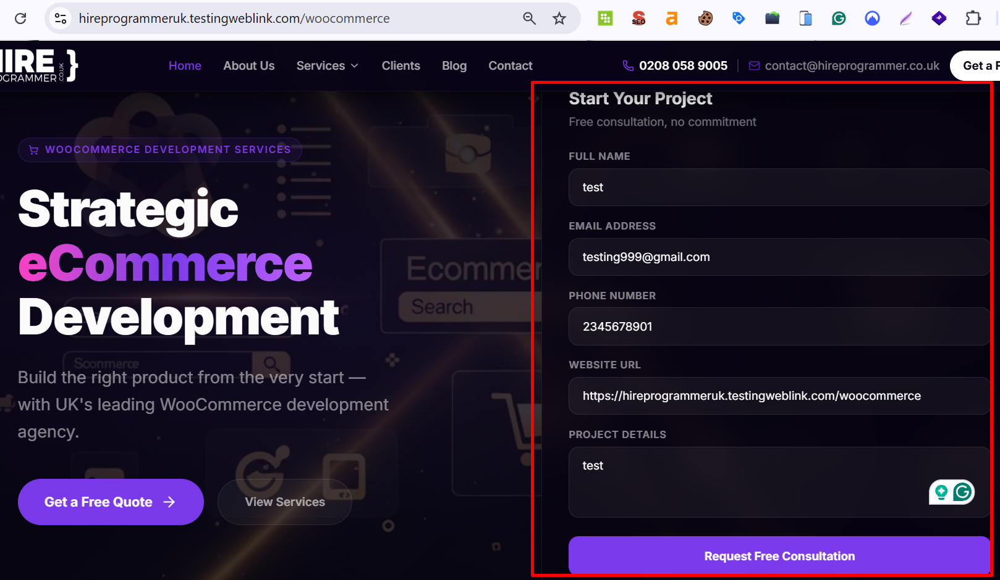 hireprogrammeruk.testingweblink.com/woocommerce
SEO
a
HIRE
OGRAMMER
CO.UK
Home
About Us
Services
Clients
Blog
Contact
0208 058 9005
contact@hireprogrammer.co.uk
Get a F
WOOCOMMERCE DEVELOPMENT SERVICES
Strategic
eCommerce
Development
Build the right product from the very start —
with UK's leading WooCommerce development
agency.
Get a Free Quote
View Services
Ecommer
Search
Scommerce
Start Your Project
Free consultation, no commitment
FULL NAME
test
EMAIL ADDRESS
testing999@gmail.com
PHONE NUMBER
2345678901
WEBSITE URL
https://hireprogrammeruk.testingweblink.com/woocommerce
PROJECT DETAILS
test
Request Free Consultation